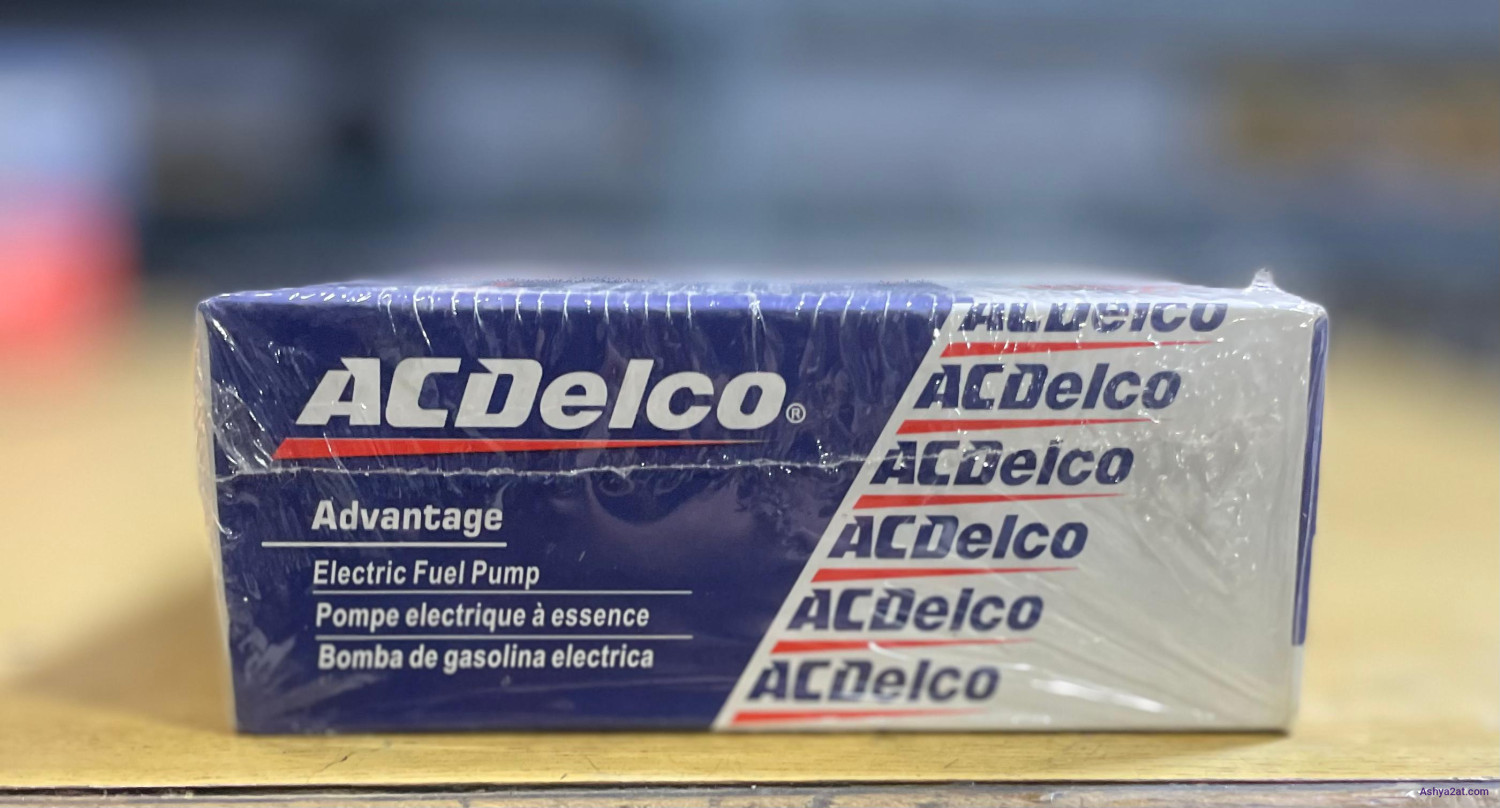 ACDelco®
Advantage
Electric Fuel Pump
Pompe electrique à essence
Bomba de gasolina electrica
ACDelco
ACDelco
ACDelco
ACDelco
ACDelco
ACDelco
Ashya2at.com